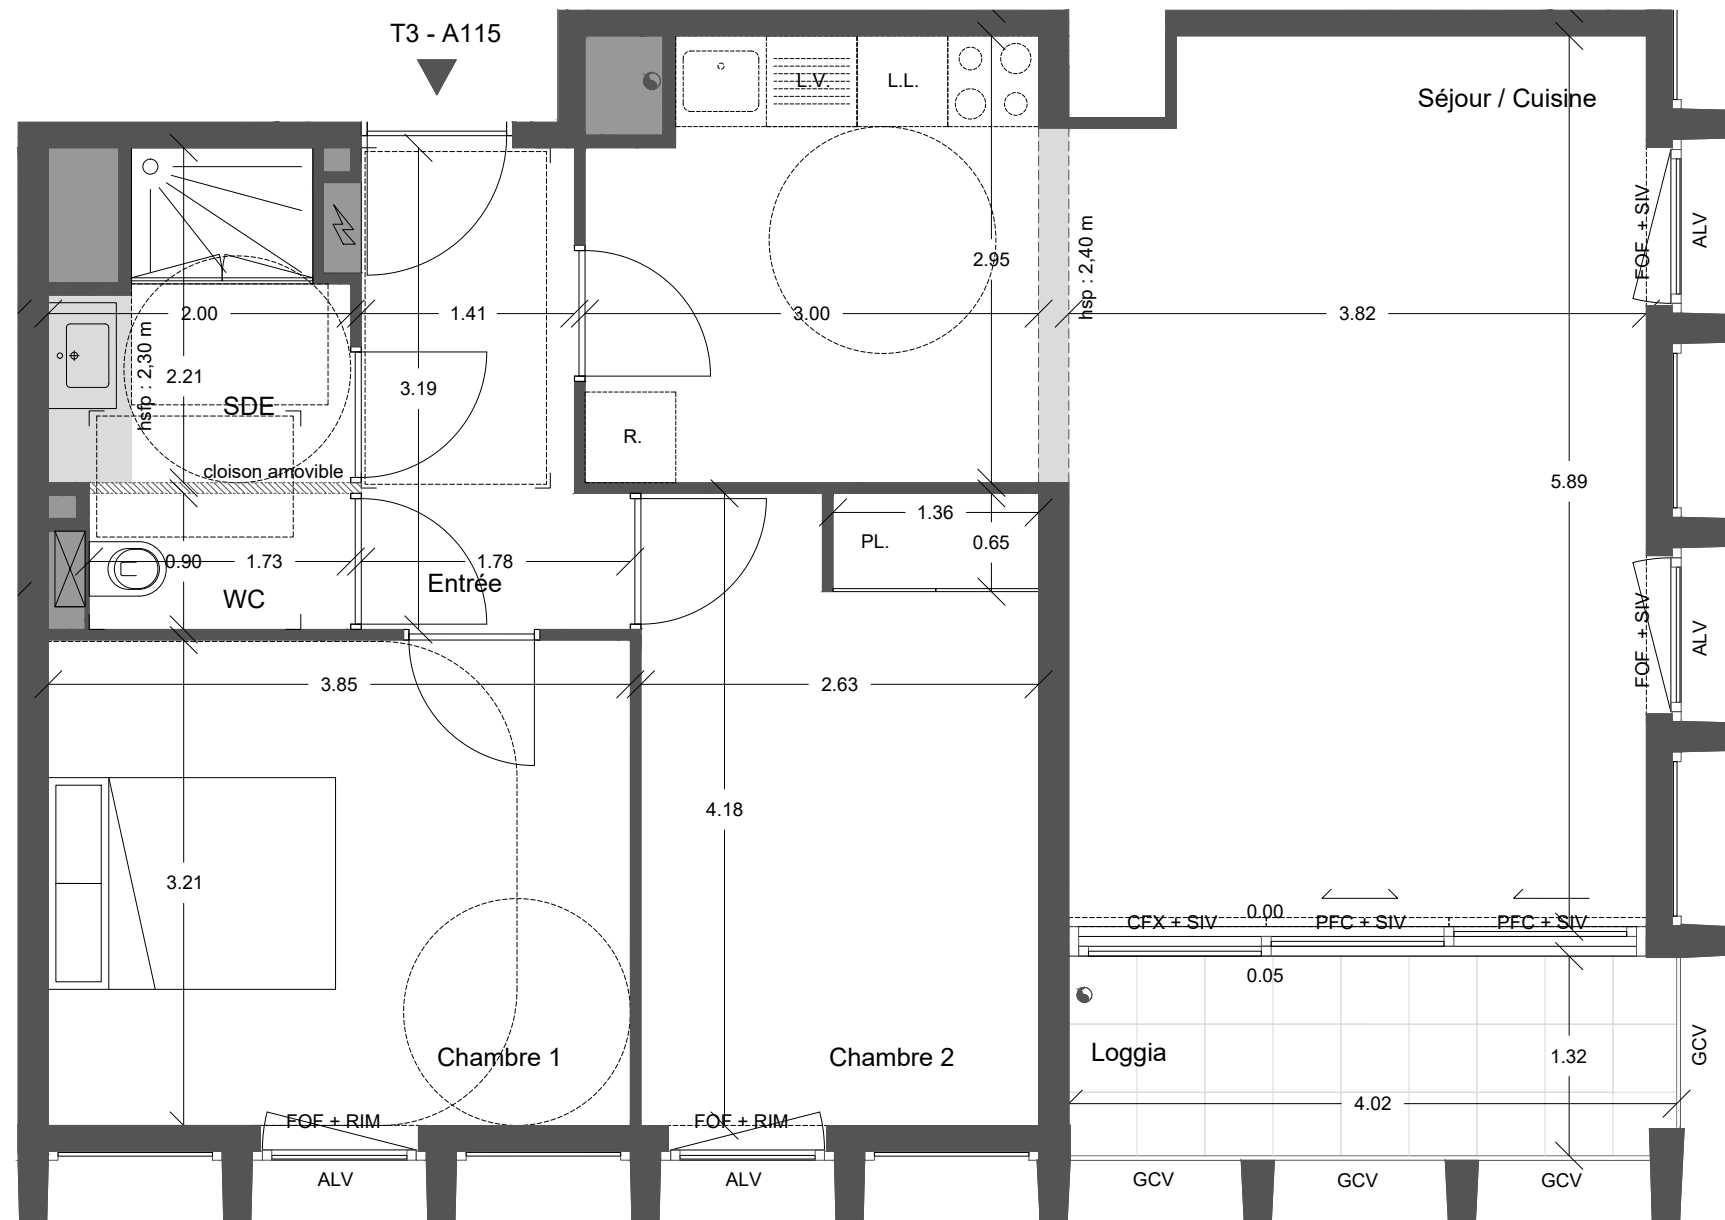 T3 - A115
L.V.
L.L.
Séjour / Cuisine
FOF + SIV
ALV
hsp : 2,40 m
2.95
2.00
1.41
3.00
3.82
hsfp : 2,30 m
2.21
3.19
SDE
R.
cloison amovible
5.89
1.36
PL.
0.65
0.90
1.73
1.78
Entrée
WC
FOF + SIV
ALV
3.85
2.63
4.18
3.21
0.00
CFX + SIV
PFC + SIV
PFC + SIV
0.05
Chambre 1
Chambre 2
Loggia
1.32
GCV
4.02
FOF + RIM
FOF + RIM
ALV
ALV
GCV
GCV
GCV